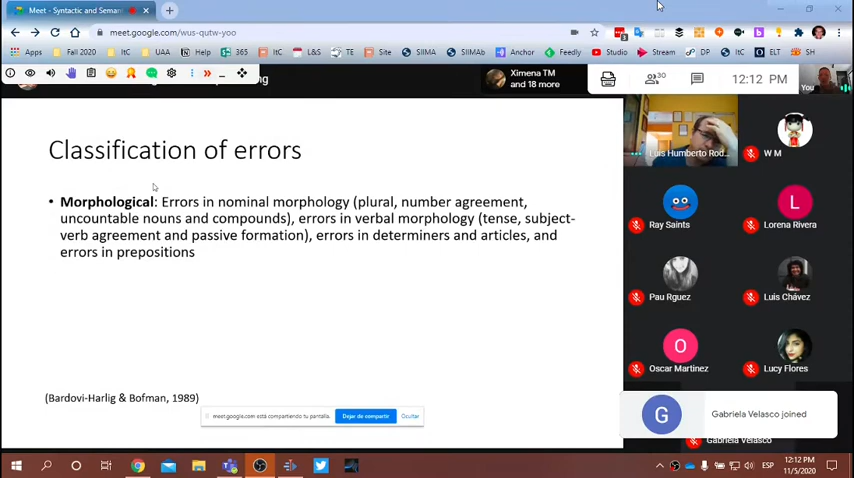 Meet - Syntactic and Seman
meet.google.com/wus-qutw-yoo
Apps Fall 2020 ItC UAA Help 365 ItC L&S TE Site SIIMA SIIMAb Anchor Feedly Studio Stream DP ItC ELT SH
Ximena TM
and 18 more
30
12:12 PM
You
Classification of errors
• Morphological: Errors in nominal morphology (plural, number agreement,
uncountable nouns and compounds), errors in verbal morphology (tense, subject-
verb agreement and passive formation), errors in determiners and articles, and
errors in prepositions
(Bardovi-Harlig & Bofman, 1989)
meet.google.com está compartiendo tu pantalla.
Dejar de compartir
Ocultar
Luis Humberto Rod...
W M
Ray Saints
L
Lorena Rivera
Pau Rguez
Luis Chávez
O
Oscar Martinez
Lucy Flores
G
Gabriela Velasco joined
Gabriela Velasco
ESP
12:12 PM
11/5/2020